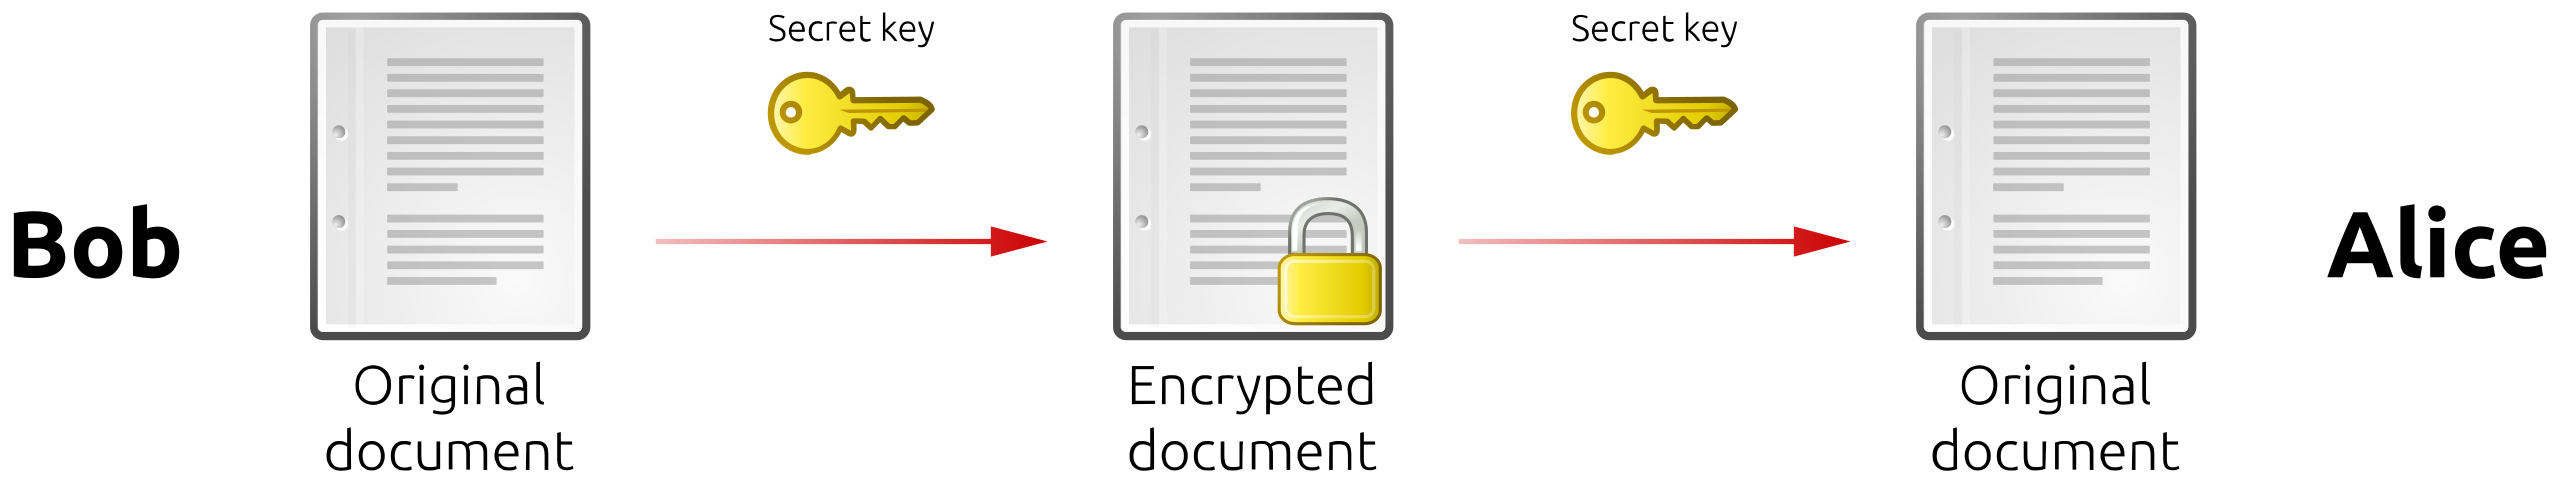 Bob
Original
document
Secret key
Encrypted
document
Secret key
Original
document
Alice